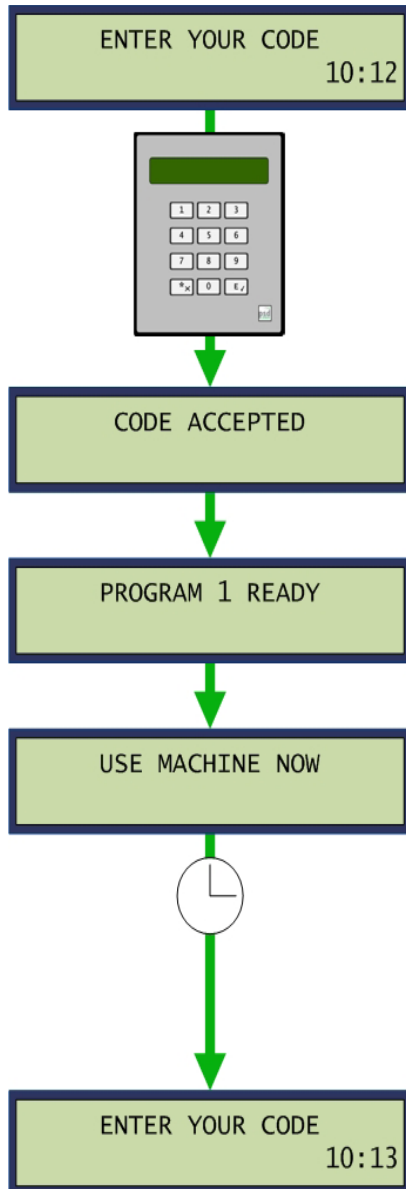 ENTER YOUR CODE
10:12
1 2 3
4 5 6
7 8 9
*× 0 E✓
CODE ACCEPTED
PROGRAM 1 READY
USE MACHINE NOW
ENTER YOUR CODE
10:13